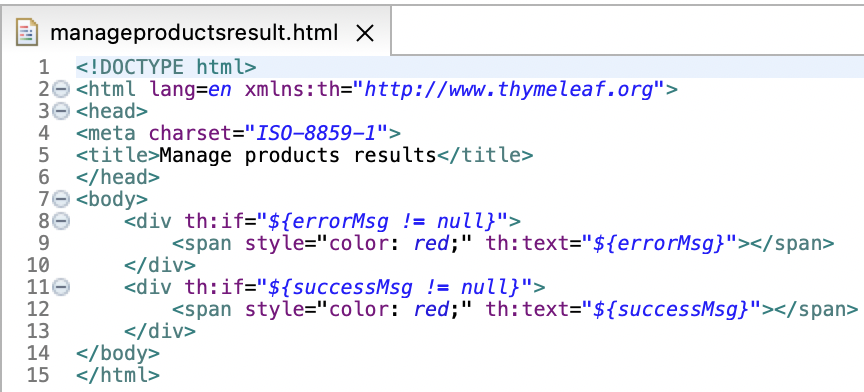 manageproductsresult.html
1 <!DOCTYPE html>
2 <html lang=en xmlns:th="http://www.thymeleaf.org">
3 <head>
4 <meta charset="ISO-8859-1">
5 <title>Manage products results</title>
6 </head>
7 <body>
8     <div th:if="${errorMsg != null}">
9         <span style="color: red;" th:text="${errorMsg}"></span>
10     </div>
11     <div th:if="${successMsg != null}">
12         <span style="color: red;" th:text="${successMsg}"></span>
13     </div>
14 </body>
15 </html>